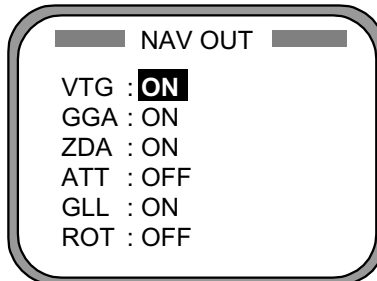 NAV OUT
VTG : ON
GGA : ON
ZDA : ON
ATT : OFF
GLL : ON
ROT : OFF